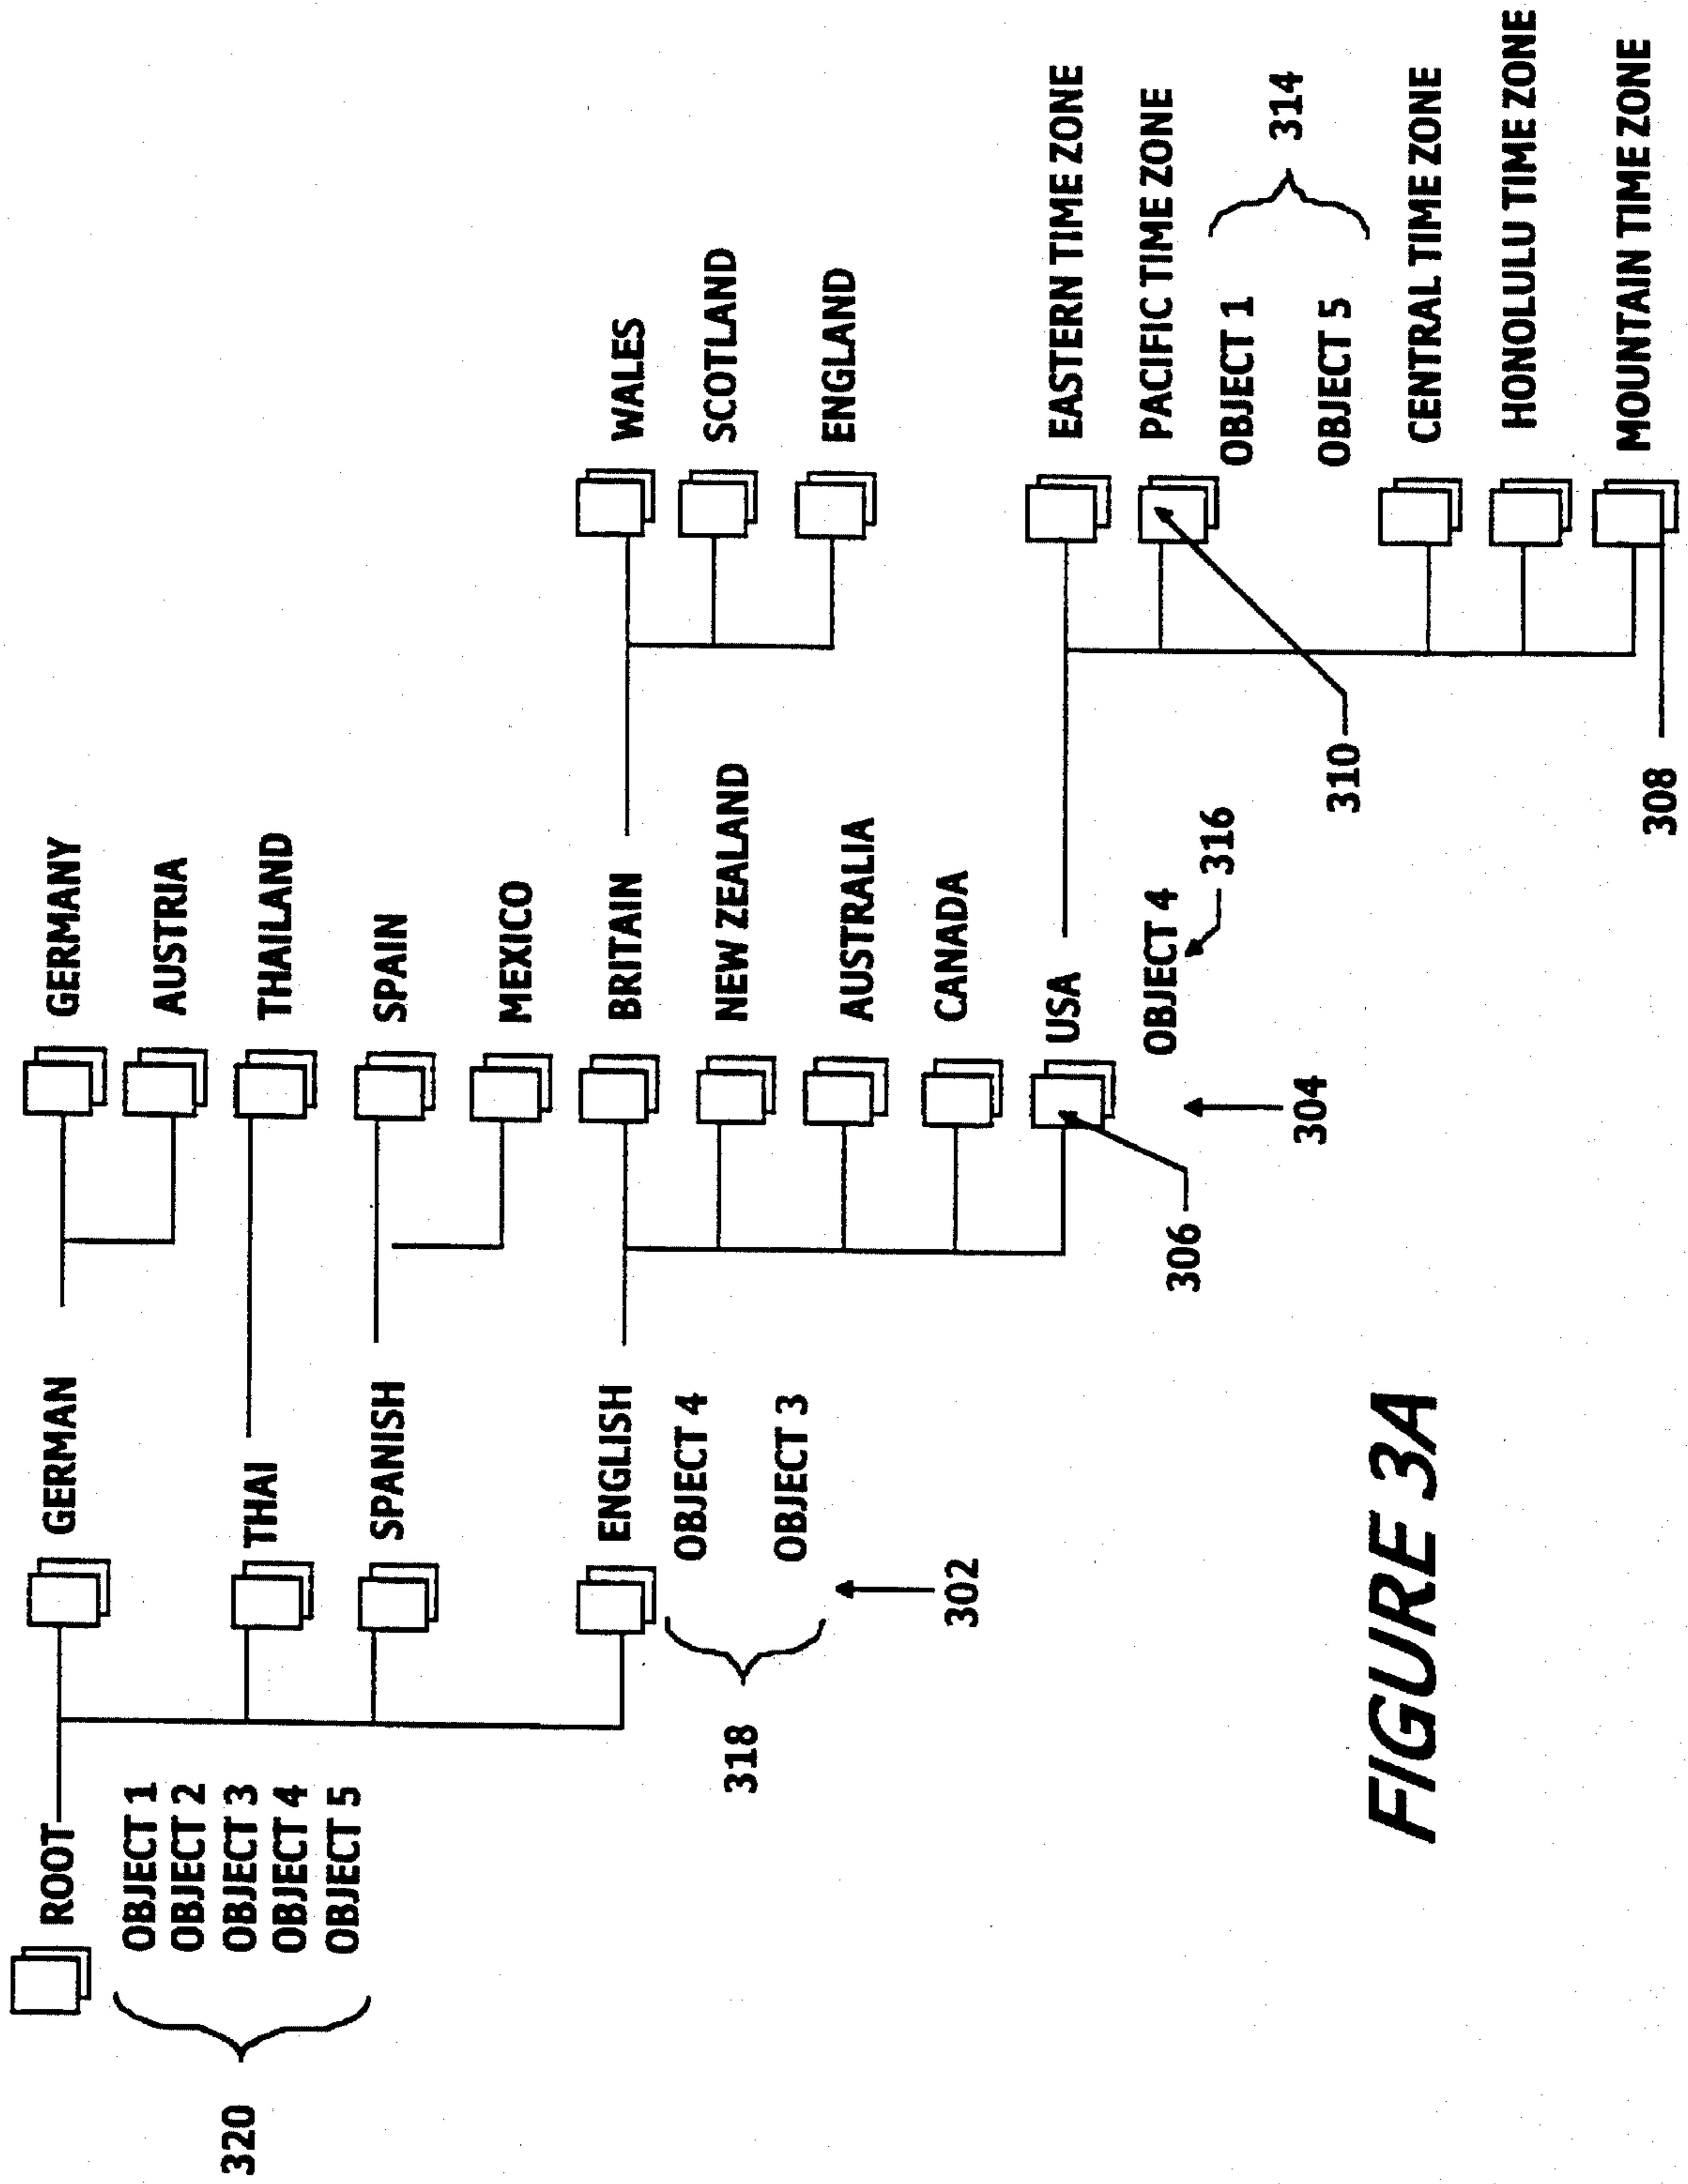 320
ROOT
OBJECT 1
OBJECT 2
OBJECT 3
OBJECT 4
OBJECT 5
GERMAN
THAI
SPANISH
ENGLISH
OBJECT 4
OBJECT 3
318
302
GERMANY
AUSTRIA
THAILAND
SPAIN
MEXICO
BRITAIN
NEW ZEALAND
AUSTRALIA
CANADA
USA
OBJECT 4
316
304
306
WALES
SCOTLAND
ENGLAND
EASTERN TIME ZONE
PACIFIC TIME ZONE
OBJECT 1
OBJECT 5
314
CENTRAL TIME ZONE
HONOLULU TIME ZONE
MOUNTAIN TIME ZONE
310
308
FIGURE 3A